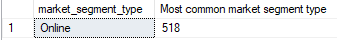 market_segment_type Most common market segment type
1 Online 518